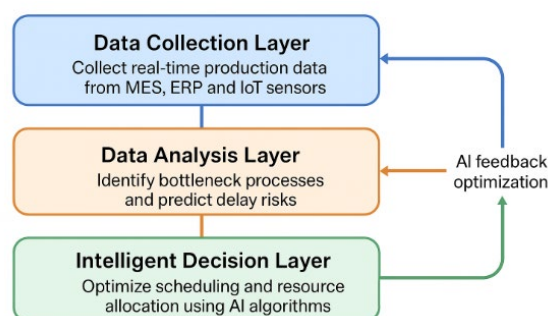 Data Collection Layer
Collect real-time production data
from MES, ERP and IoT sensors
Data Analysis Layer
Identify bottleneck processes
and predict delay risks
AI feedback
optimization
Intelligent Decision Layer
Optimize scheduling and resource
allocation using AI algorithms